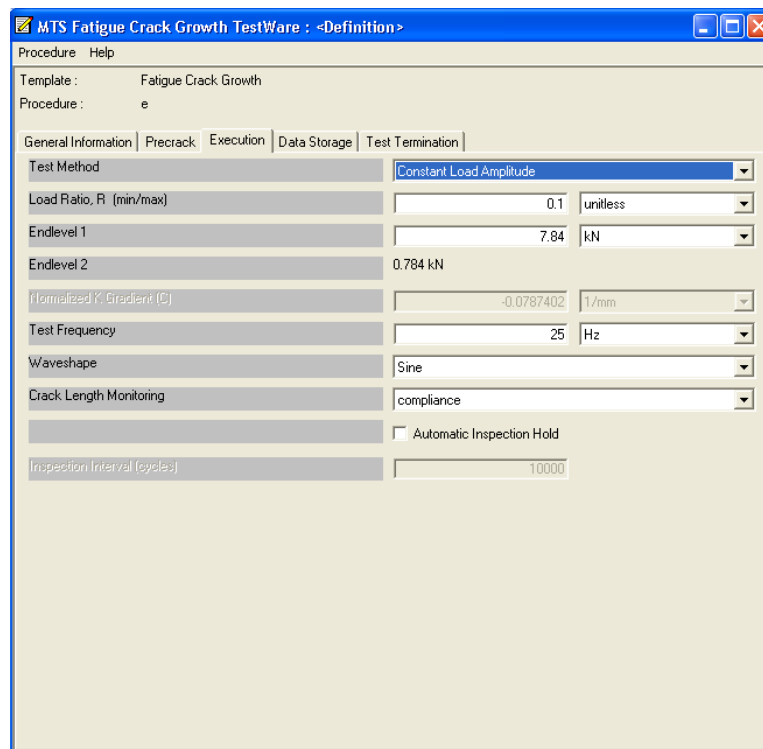 MTS Fatigue Crack Growth TestWare : <Definition>
Procedure Help
Template : Fatigue Crack Growth
Procedure : e
General Information Precrack Execution Data Storage Test Termination
Test Method Constant Load Amplitude
Load Ratio, R (min/max) 0.1 unitless
Endlevel 1 7.84 kN
Endlevel 2 0.784 kN
Normalized K Gradient (C) -0.0787402 1/mm
Test Frequency 25 Hz
Waveshape Sine
Crack Length Monitoring compliance
Automatic Inspection Hold
Inspection Interval (cycles) 10000